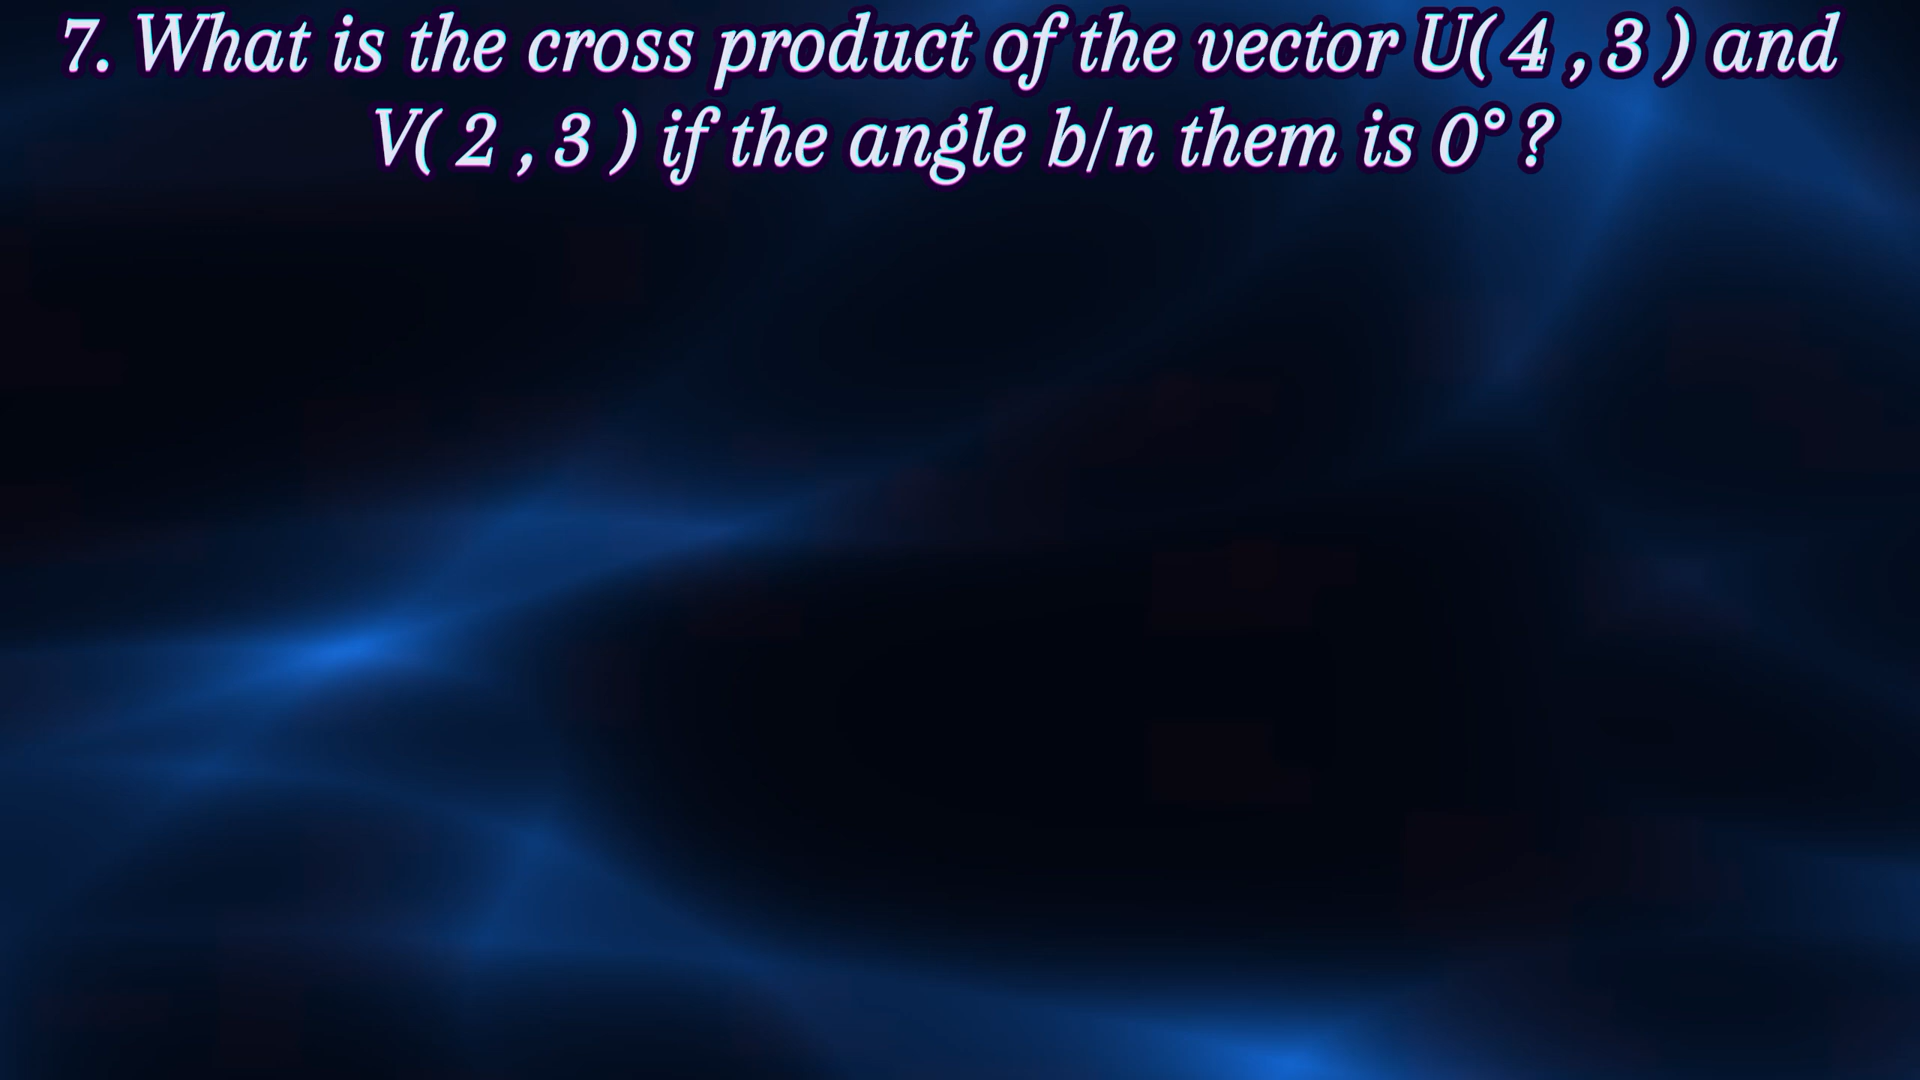 7. What is the cross product of the vector U( 4 , 3 ) and
V( 2 , 3 ) if the angle b/n them is 0° ?